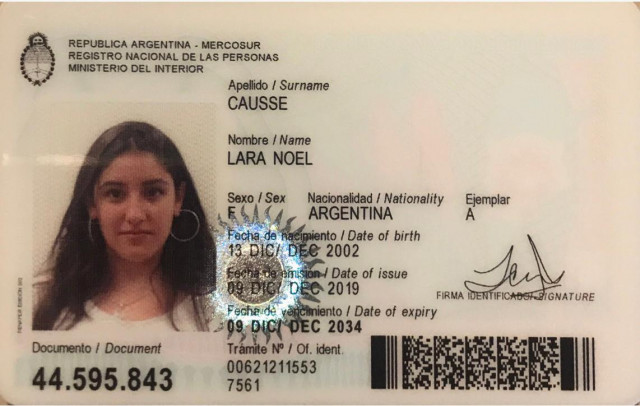 REPUBLICA ARGENTINA - MERCOSUR
REGISTRO NACIONAL DE LAS PERSONAS
MINISTERIO DEL INTERIOR
Apellido / Surname
CAUSSE
Nombre / Name
LARA NOEL
Sexo / Sex Nacionalidad / Nationality Ejemplar
F ARGENTINA A
Fecha de nacimiento / Date of birth
13 DIC/ DEC 2002
Fecha de emisión / Date of issue
09 DIC/ DEC 2019
Fecha de vencimiento / Date of expiry
09 DIC/ DEC 2034
FIRMA IDENTIFICADO / SIGNATURE
Documento / Document
44.595.843
Trámite Nº / Of. ident.
00621211553
7561